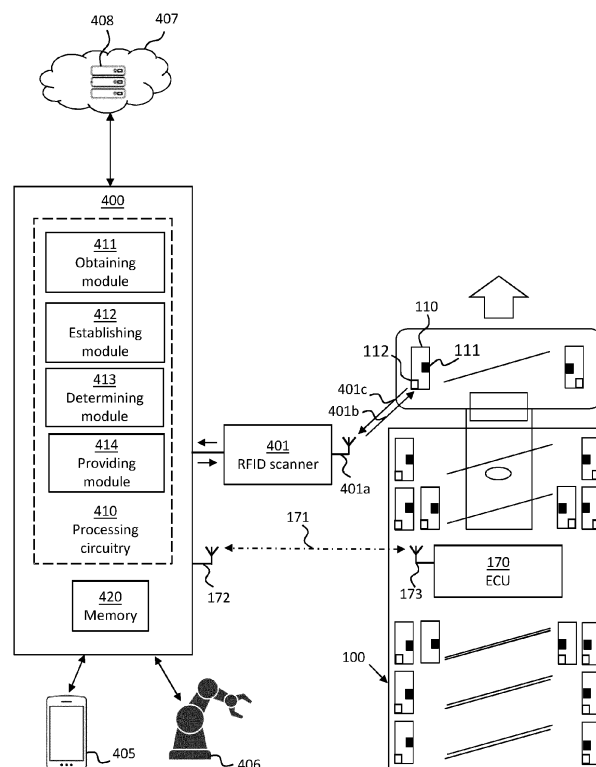 408
407
400
411
Obtaining
module
412
Establishing
module
413
Determining
module
414
Providing
module
410
Processing
circuitry
420
Memory
401
RFID scanner
401a
401b
401c
112
110
111
171
172
173
170
ECU
100
405
406